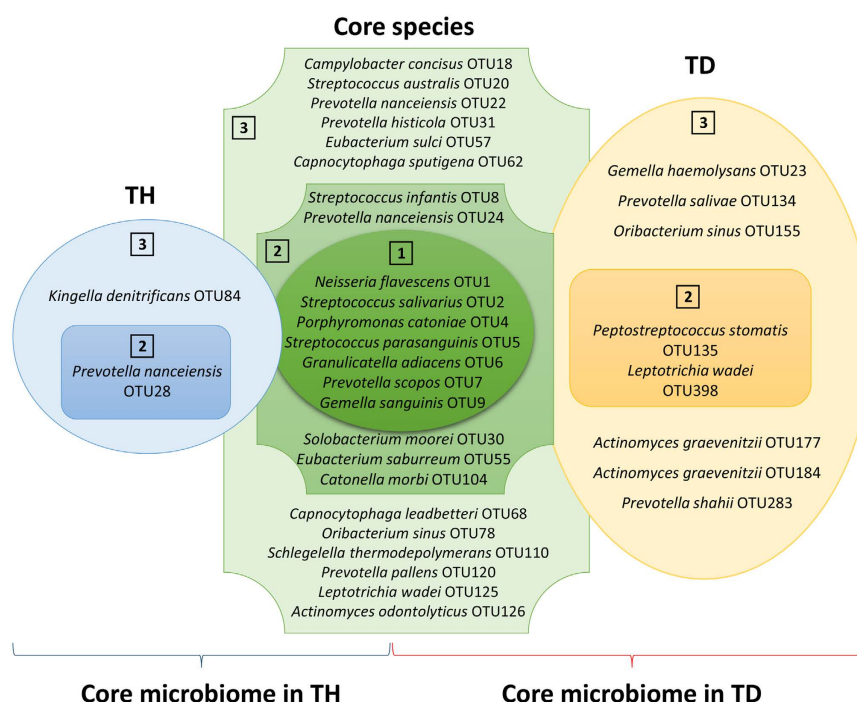 Core species
Campylobacter concisus OTU18
Streptococcus australis OTU20
Prevotella nanceiensis OTU22
Prevotella histicola OTU31
Eubacterium sulci OTU57
Capnocytophaga sputigena OTU62
3
Streptococcus infantis OTU8
Prevotella nanceiensis OTU24
2
1
Neisseria flavescens OTU1
Streptococcus salivarius OTU2
Porphyromonas catoniae OTU4
Streptococcus parasanguinis OTU5
Granulicatella adiacens OTU6
Prevotella scopos OTU7
Gemella sanguinis OTU9
Solobacterium moorei OTU30
Eubacterium saburreum OTU55
Catonella morbi OTU104
Capnocytophaga leadbetteri OTU68
Oribacterium sinus OTU78
Schlegelella thermodepolymerans OTU110
Prevotella pallens OTU120
Leptotrichia wadei OTU125
Actinomyces odontolyticus OTU126
TH
3
Kingella denitrificans OTU84
2
Prevotella nanceiensis
OTU28
TD
3
Gemella haemolysans OTU23
Prevotella salivae OTU134
Oribacterium sinus OTU155
2
Peptostreptococcus stomatis
OTU135
Leptotrichia wadei
OTU398
Actinomyces graevenitzii OTU177
Actinomyces graevenitzii OTU184
Prevotella shahii OTU283
Core microbiome in TH
Core microbiome in TD